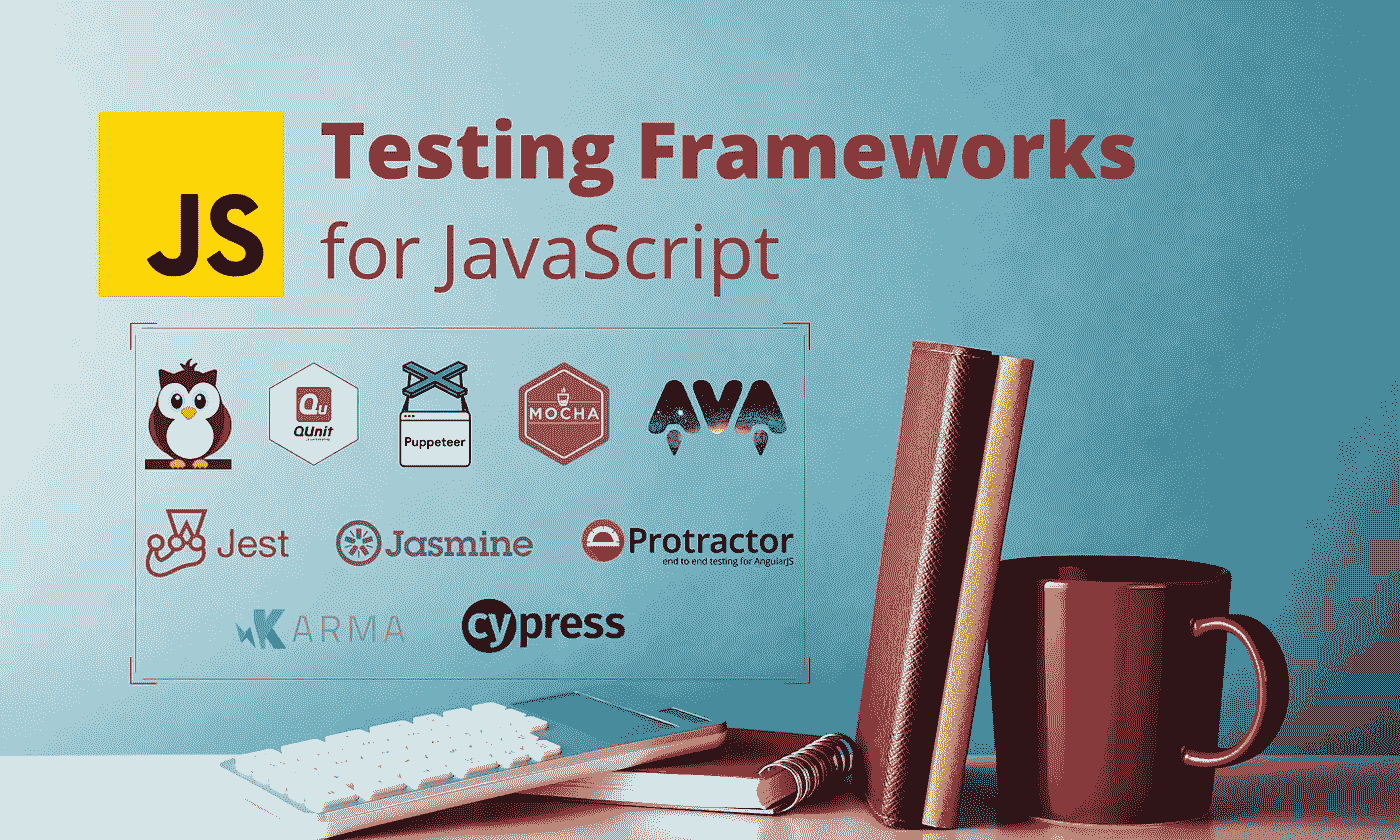 JS
Testing Frameworks
for JavaScript
Qu
QUnit
Puppeteer
MOCHA
AVA
Jest
Jasmine
Protractor
end to end testing for AngularJS
KARMA
cypress